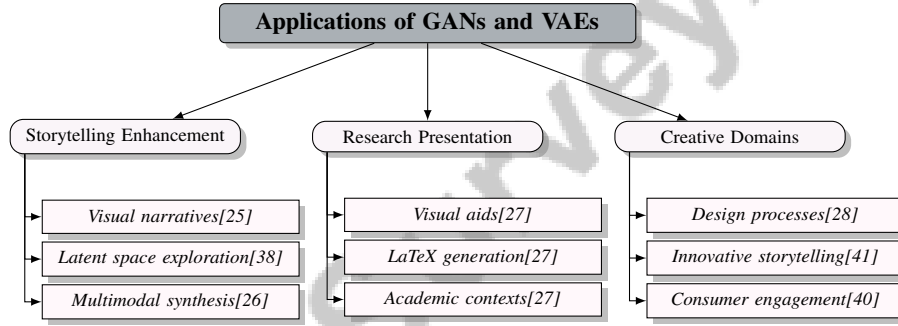 Applications of GANs and VAEs
Storytelling Enhancement
Research Presentation
Creative Domains
Visual narratives[25]
Visual aids[27]
Design processes[28]
Latent space exploration[38]
LaTeX generation[27]
Innovative storytelling[41]
Multimodal synthesis[26]
Academic contexts[27]
Consumer engagement[40]